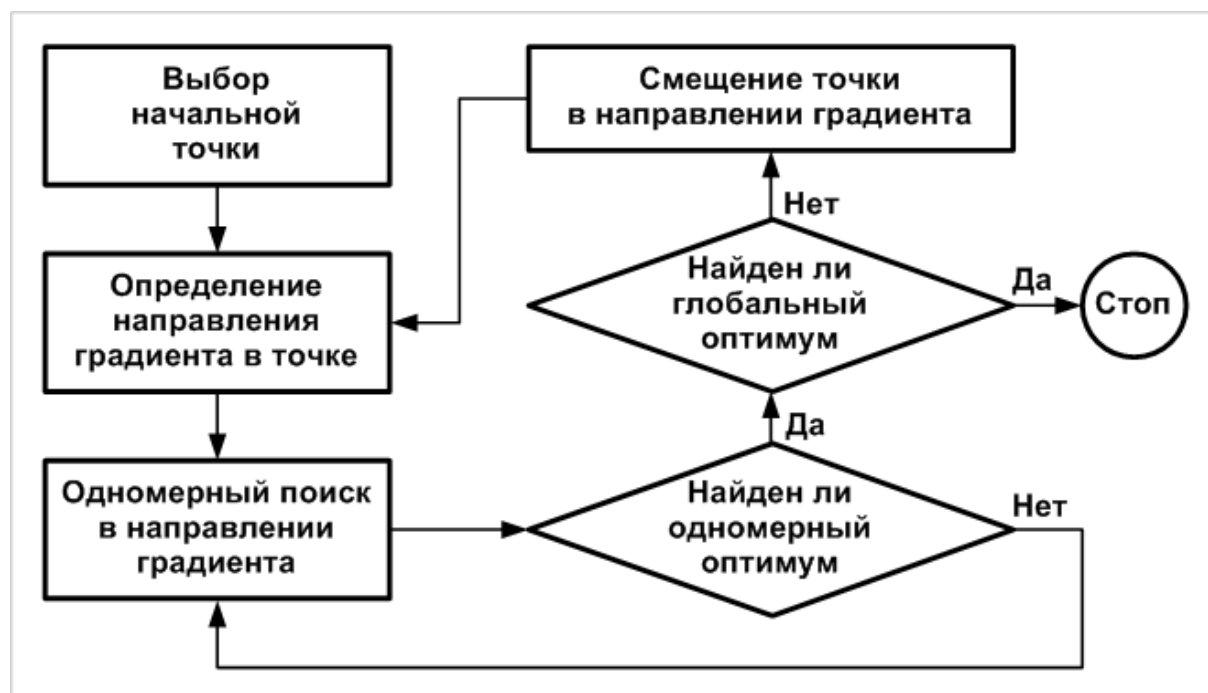 Выбор
начальной
точки
Определение
направления
градиента в точке
Одномерный поиск
в направлении
градиента
Найден ли
одномерный
оптимум
Нет
Да
Найден ли
глобальный
оптимум
Да
Стоп
Нет
Смещение точки
в направлении градиента